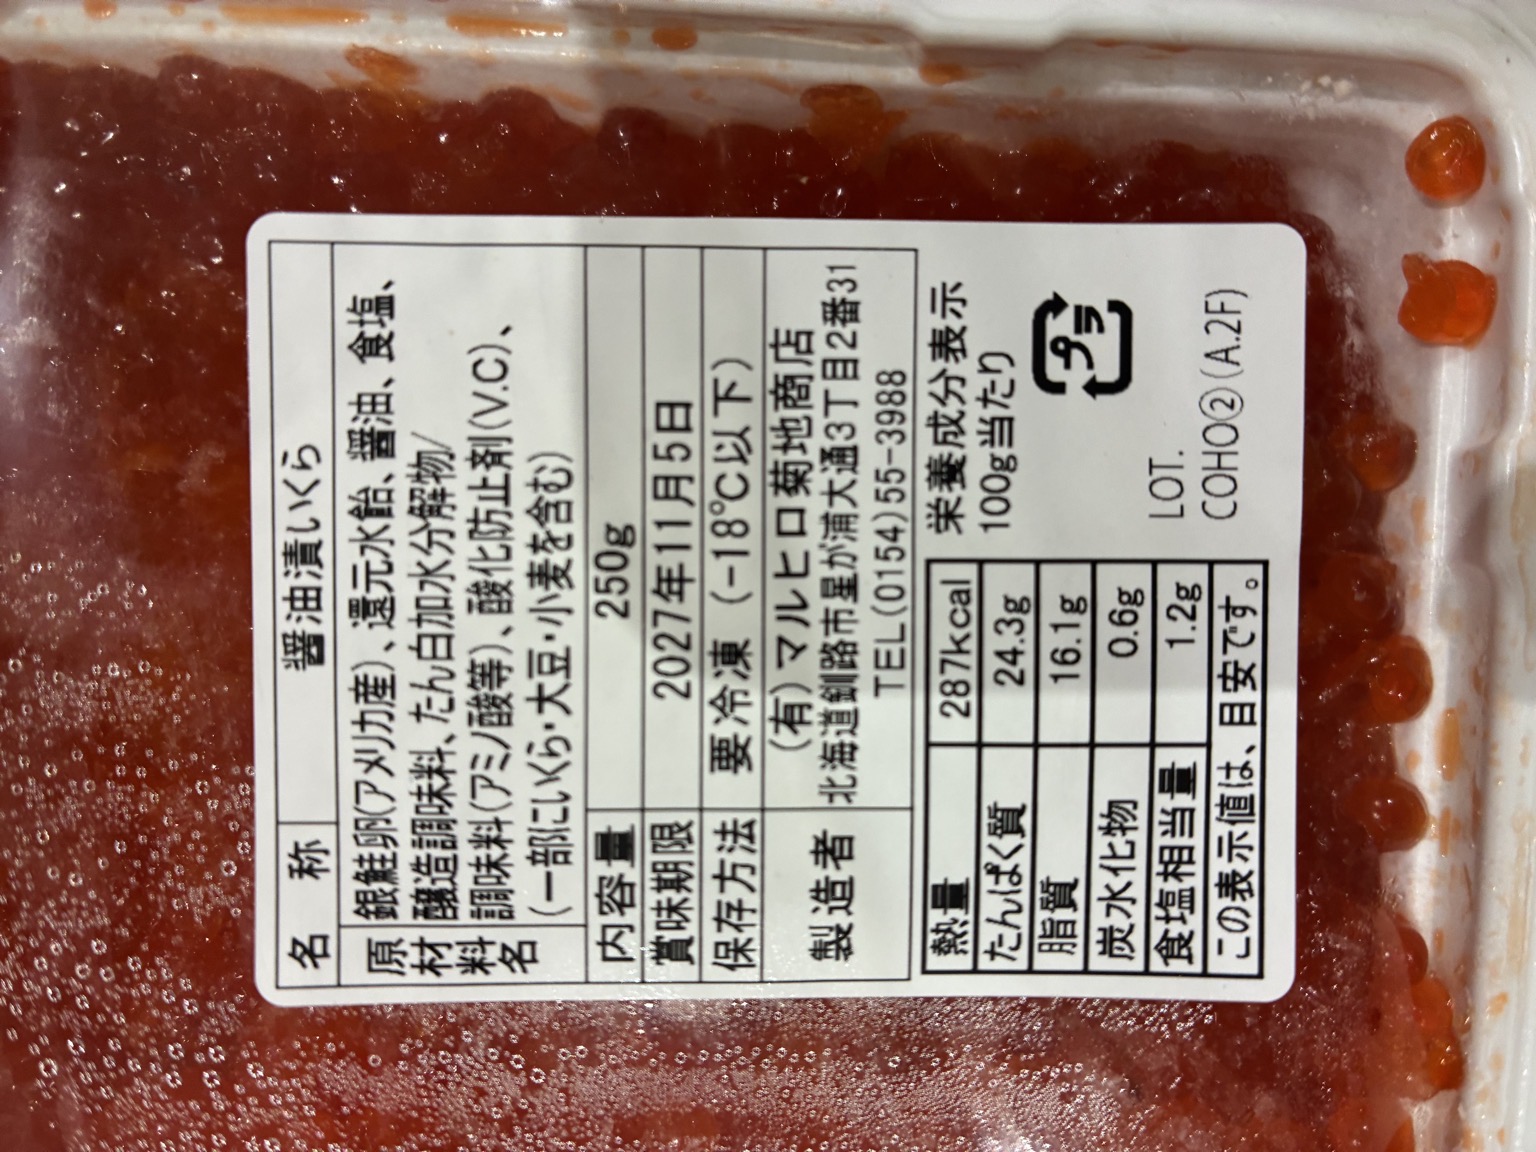 名称 醤油漬いくら
原材料名 銀鮭卵(アメリカ産)、還元水飴、醤油、食塩、
醸造調味料、たん白加水分解物/
調味料(アミノ酸等)、酸化防止剤(V.C)、
(一部にいくら・大豆・小麦を含む)
内容量 250g
賞味期限 2027年11月5日
保存方法 要冷凍 (-18℃以下)
製造者 (有)マルヒロ菊地商店
北海道釧路市星が浦大通3丁目2番31
TEL(0154)55-3988
栄養成分表示
100g当たり
熱量 287kcal
たんぱく質 24.3g
脂質 16.1g
炭水化物 0.6g
食塩相当量 1.2g
この表示値は、目安です。
プラ
LOT.
COHO②(A.2F)